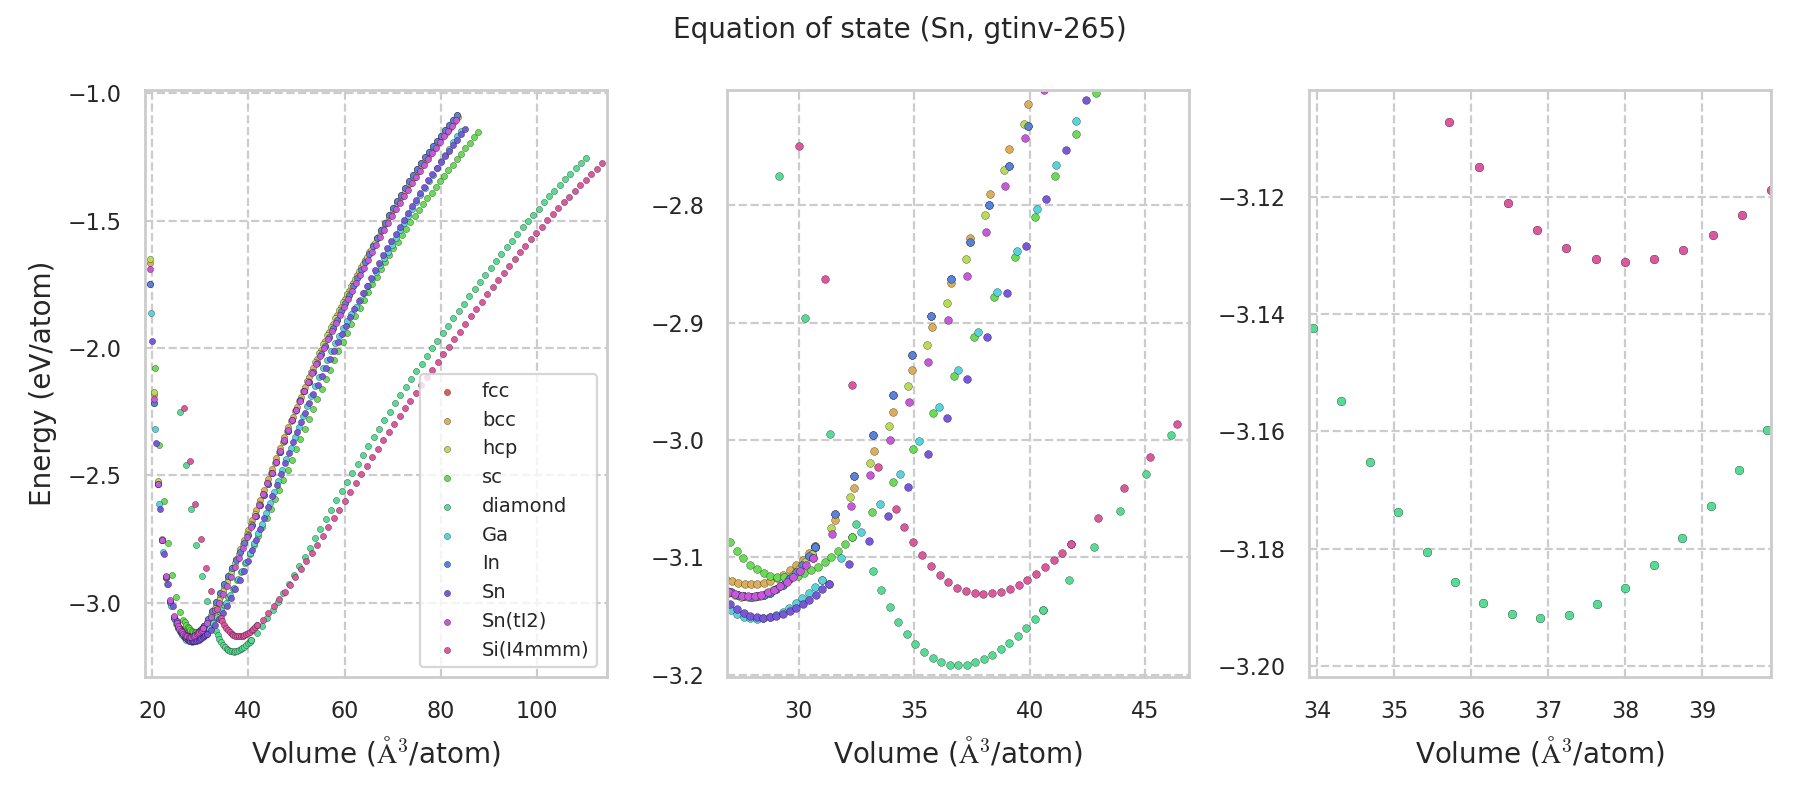 Equation of state (Sn, gtinv-265)
Energy (eV/atom)
−1.0
−1.5
−2.0
−2.5
−3.0
20 40 60 80 100
Volume (Å³/atom)
fcc
bcc
hcp
sc
diamond
Ga
In
Sn
Sn(tI2)
Si(I4mmm)
−2.8
−2.9
−3.0
−3.1
−3.2
30 35 40 45
Volume (Å³/atom)
−3.12
−3.14
−3.16
−3.18
−3.20
34 35 36 37 38 39
Volume (Å³/atom)